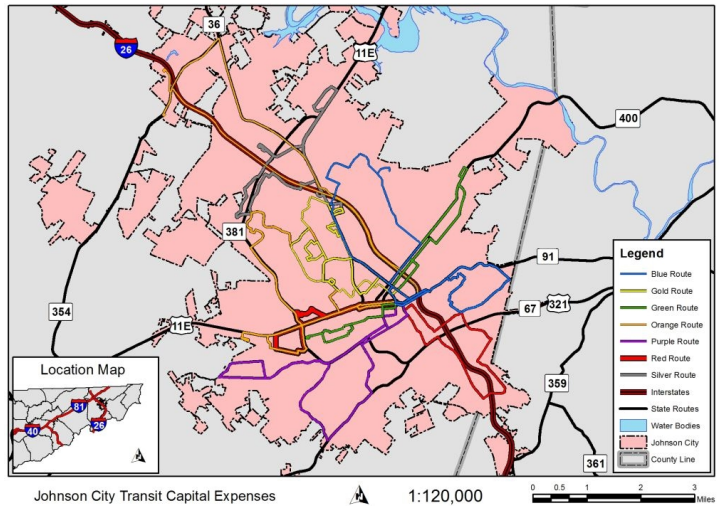 36
26
11E
400
381
354
11E
91
67
321
359
361
Legend
Blue Route
Gold Route
Green Route
Orange Route
Purple Route
Red Route
Silver Route
Interstates
State Routes
Water Bodies
Johnson City
County Line
Location Map
81
40
26
Johnson City Transit Capital Expenses
1:120,000
0 0.5 1 2 3
Miles